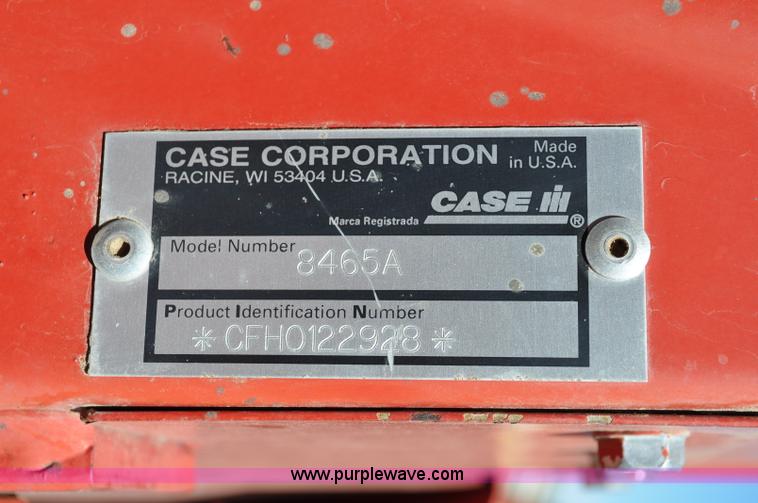 CASE CORPORATION
Made in U.S.A.
RACINE, WI 53404 U.S.A.
CASE IH
Marca Registrada ®
Model Number
8465A
Product Identification Number
*CFH0122928*
www.purplewave.com